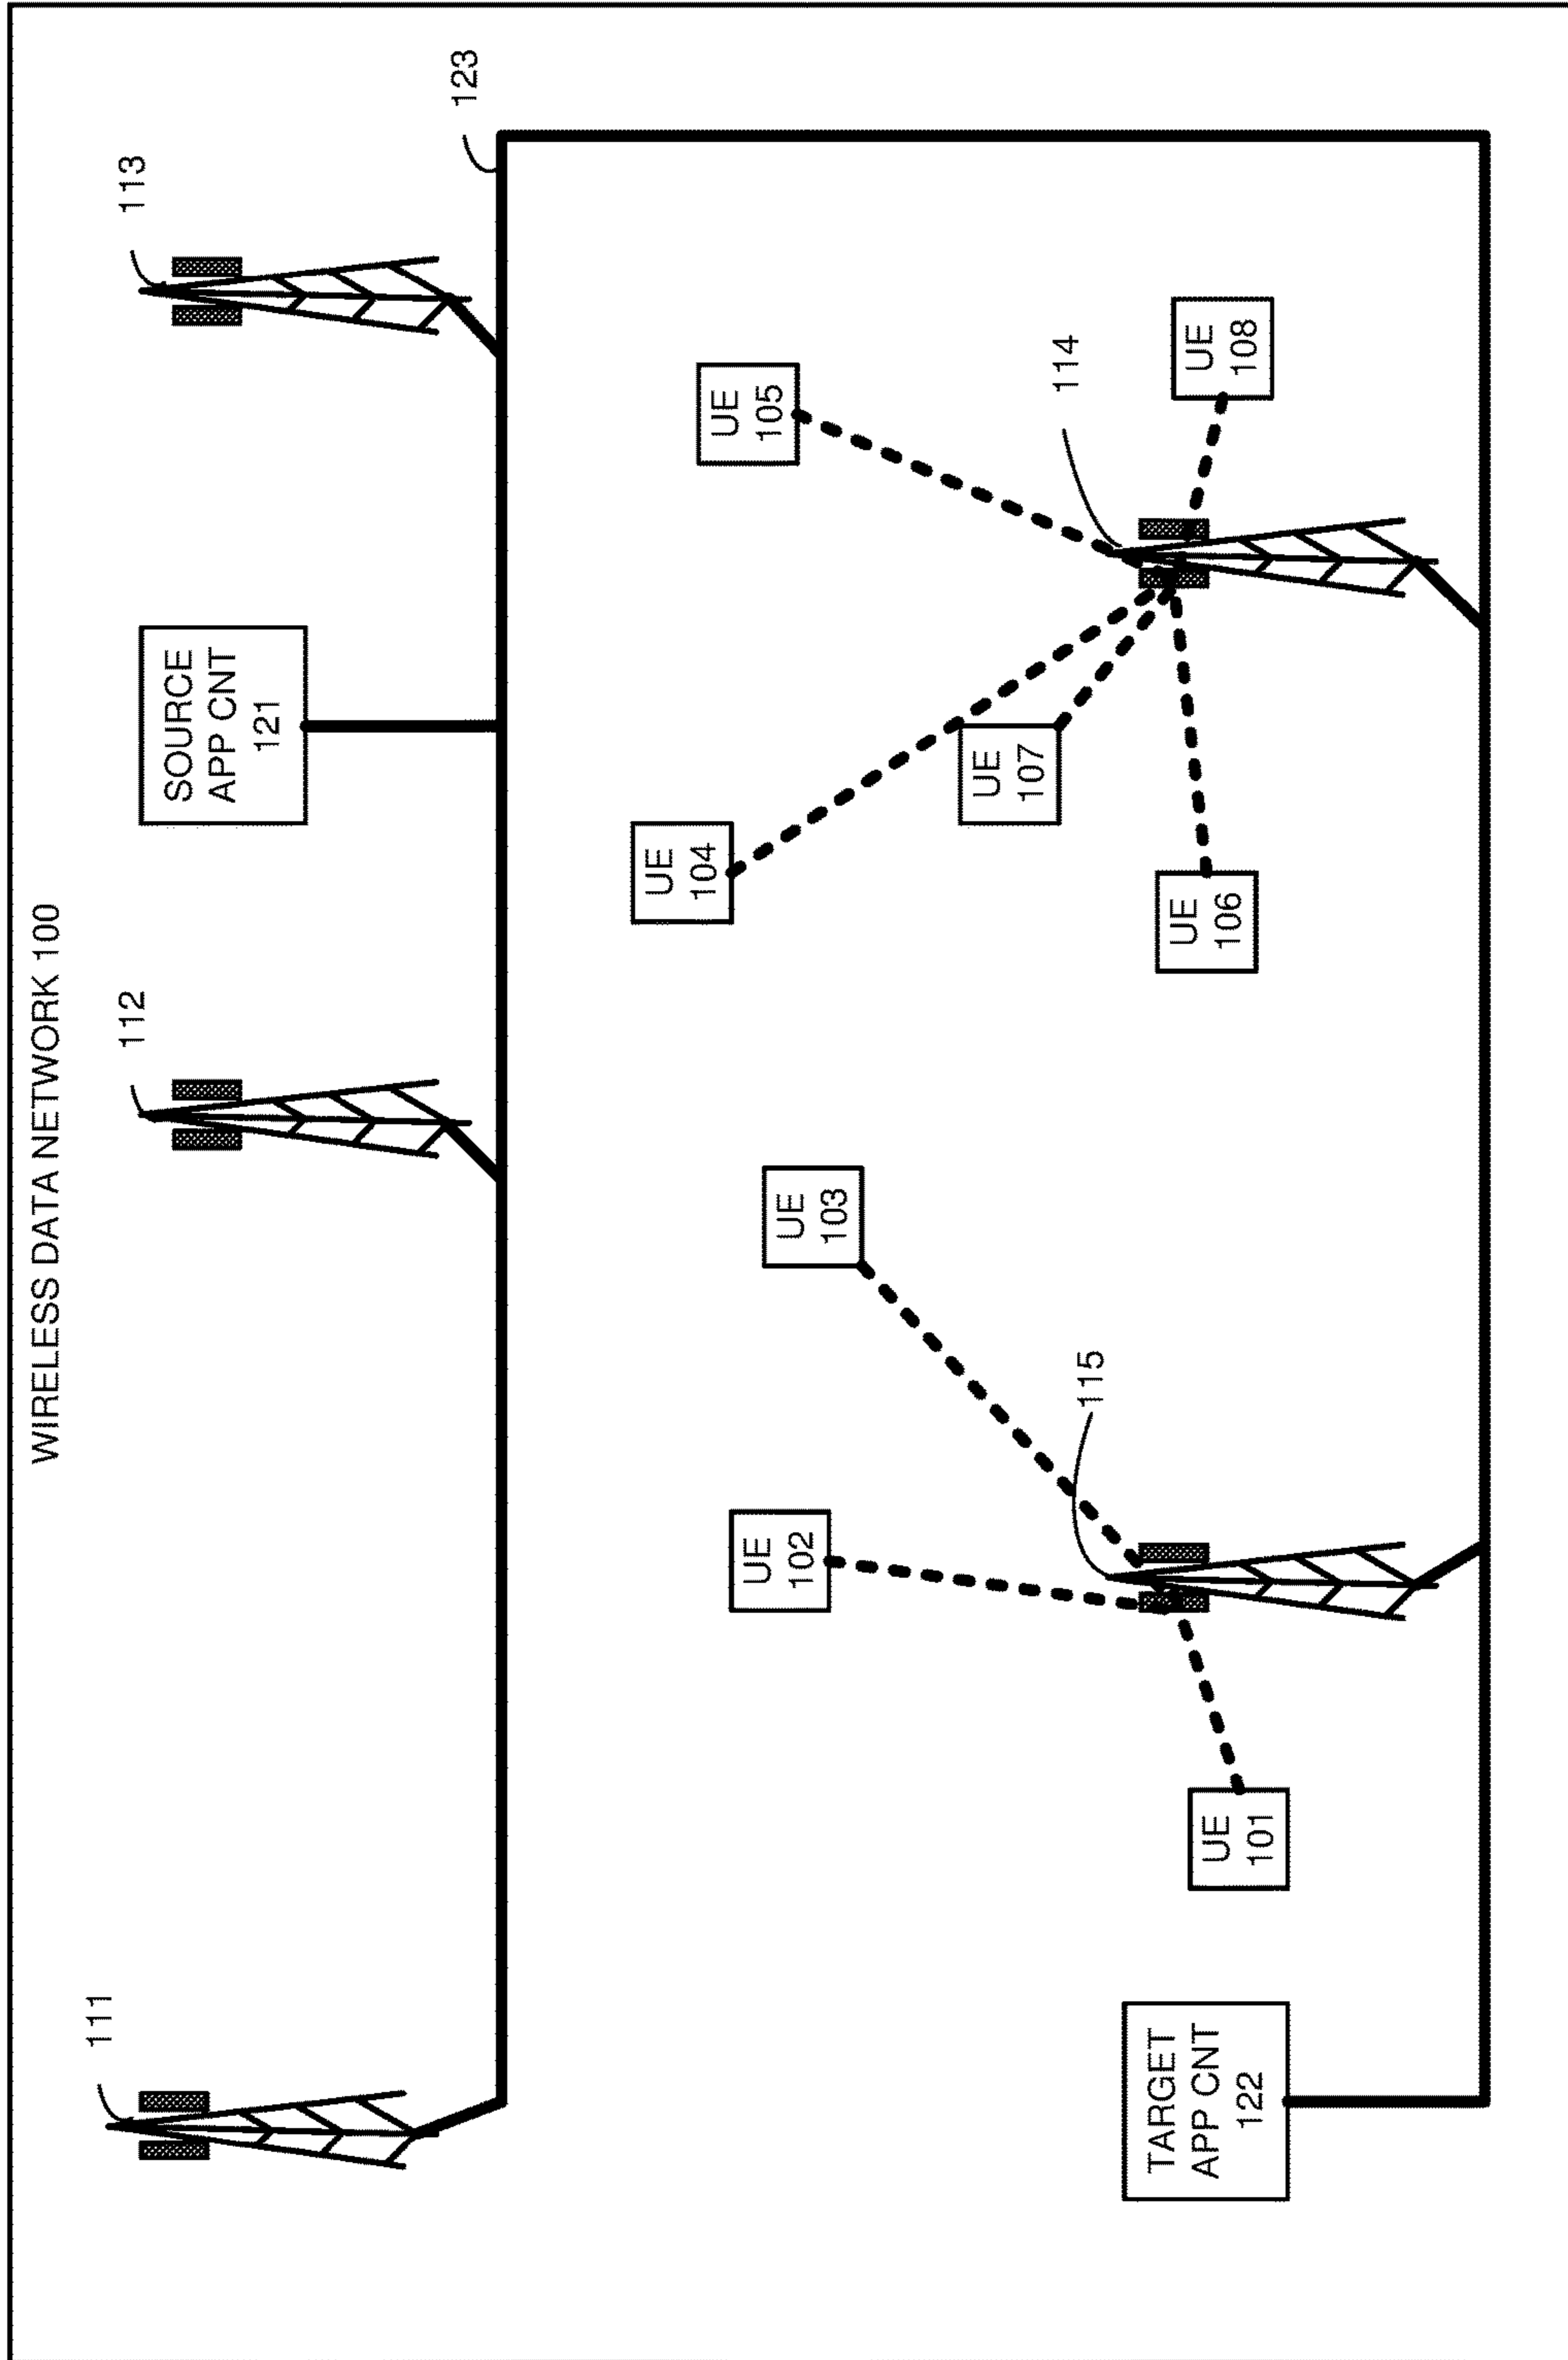 WIRELESS DATA NETWORK 100
111
112
113
123
SOURCE
APP CNT
121
UE
104
UE
105
UE
102
UE
103
UE
107
114
115
UE
106
UE
108
TARGET
APP CNT
122
UE
101